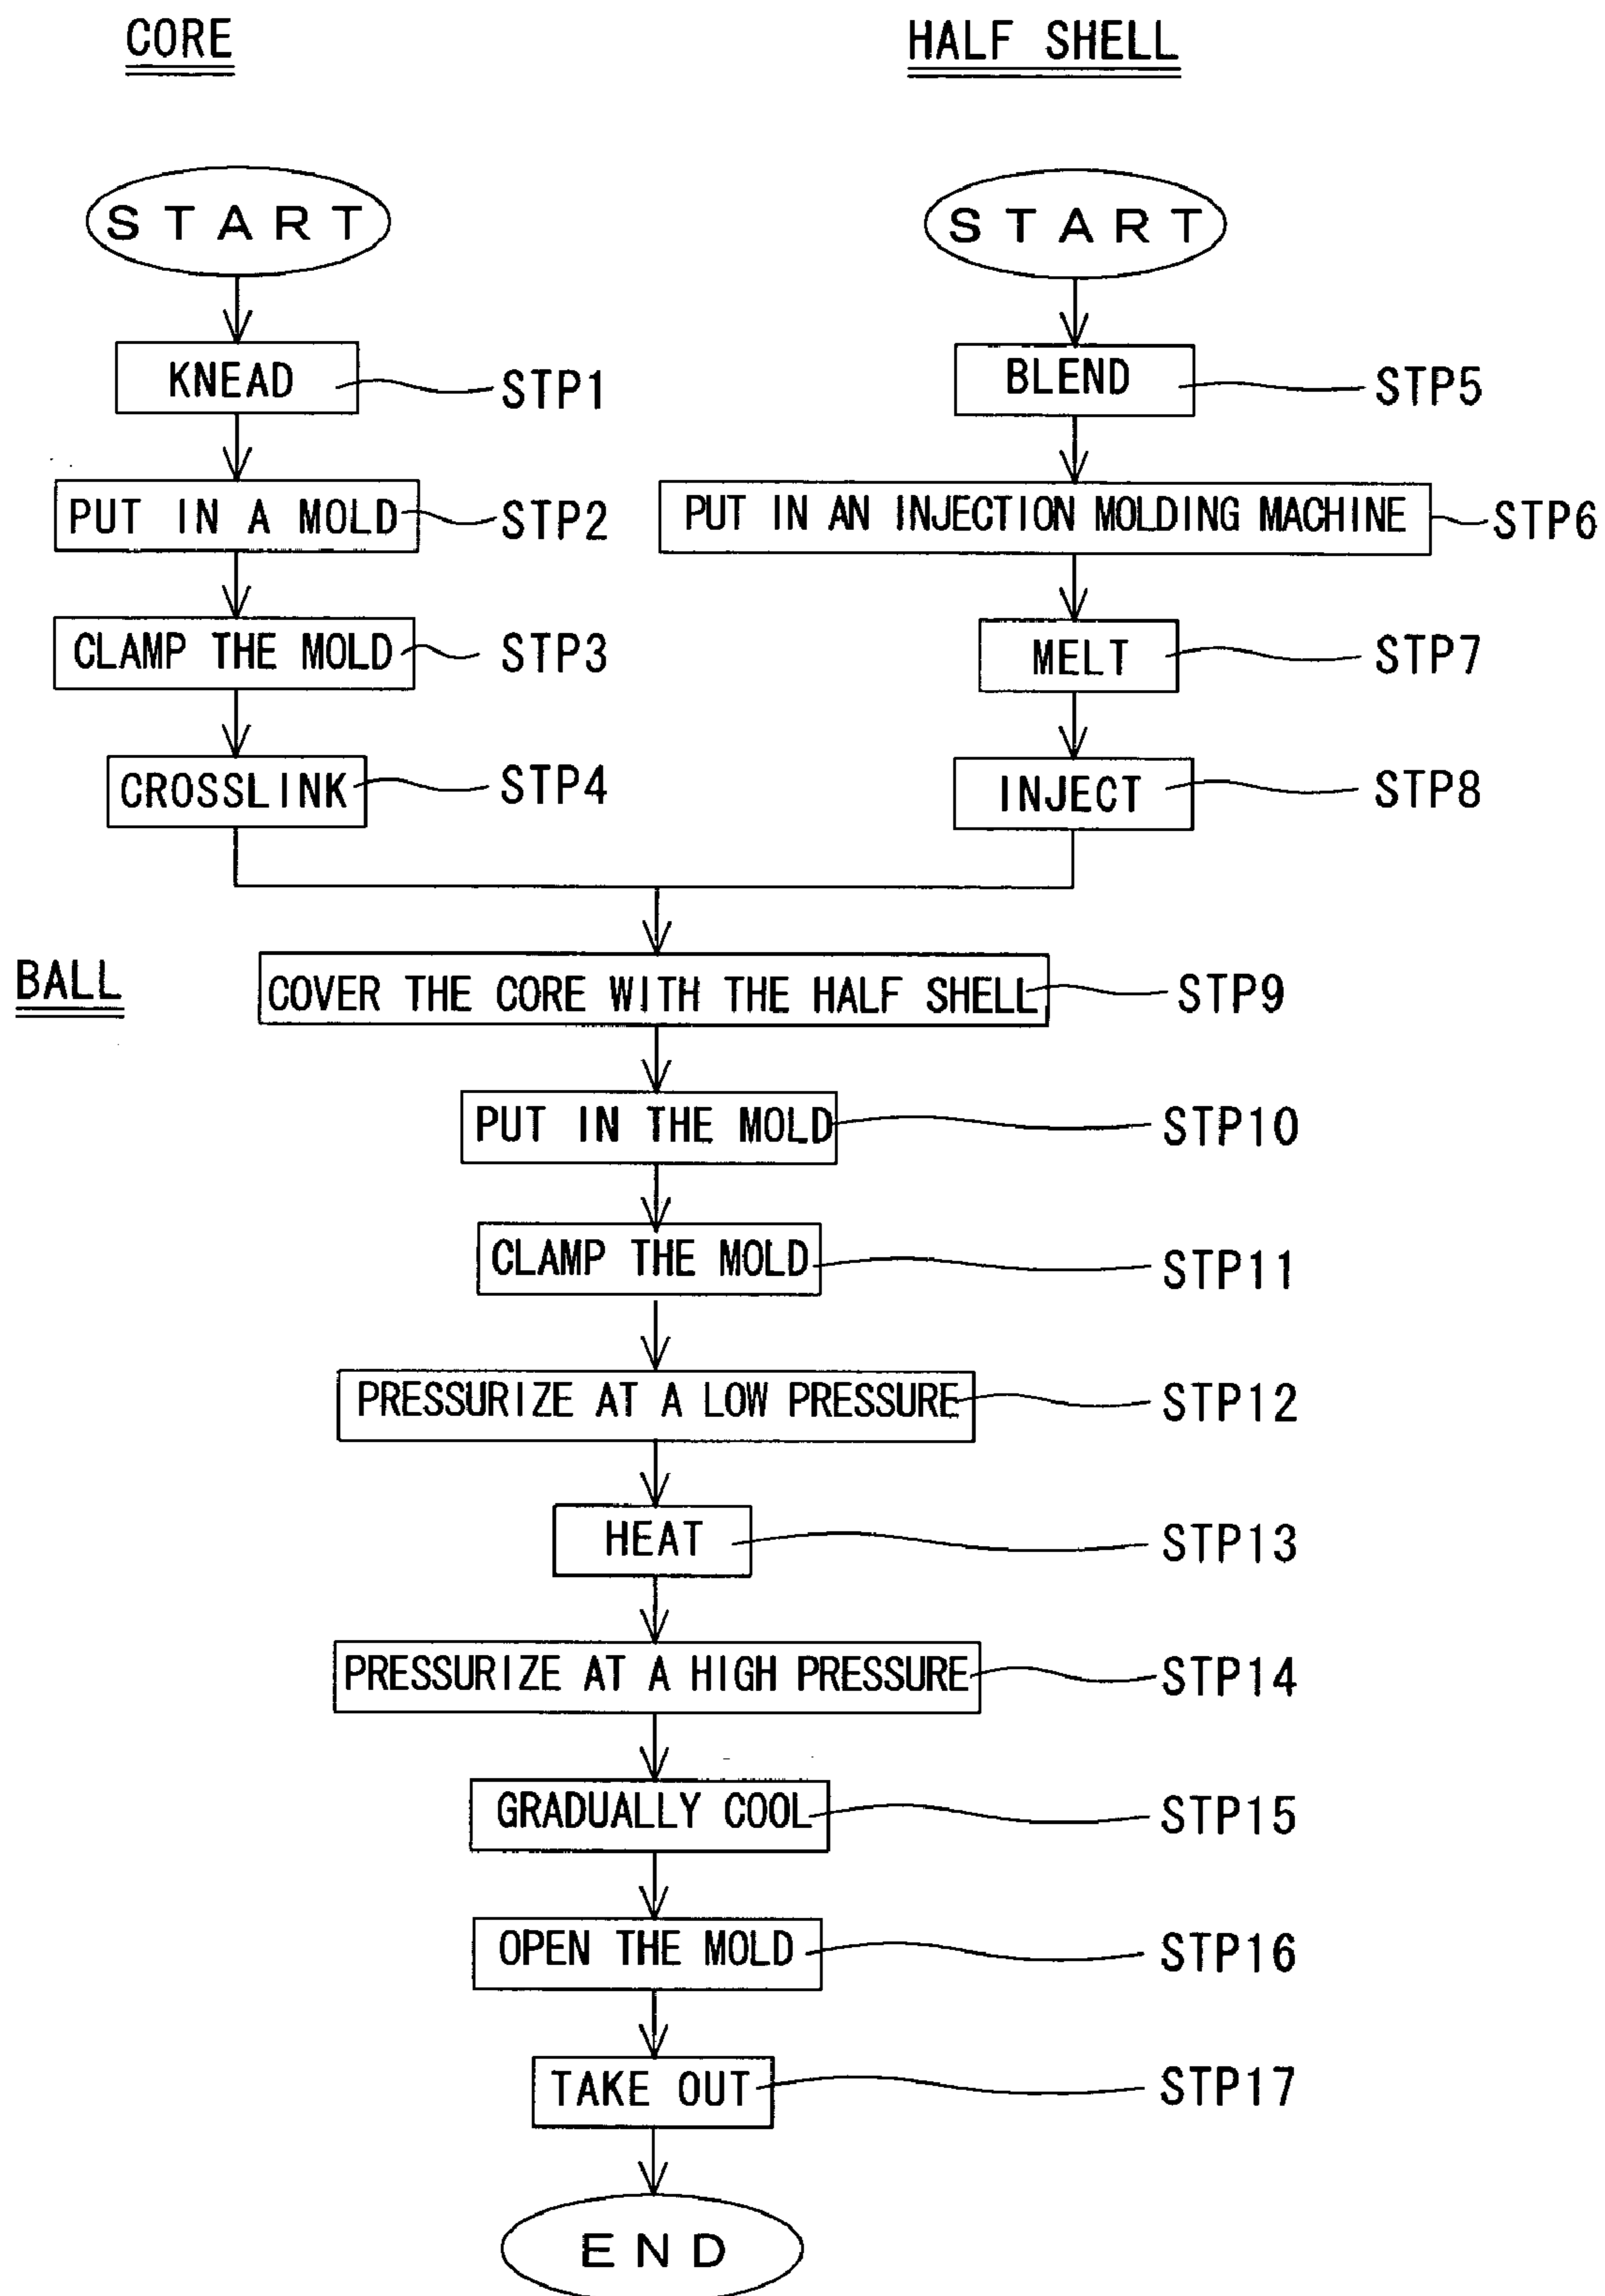 CORE
HALF SHELL
START
START
KNEAD
STP1
BLEND
STP5
PUT IN A MOLD
STP2
PUT IN AN INJECTION MOLDING MACHINE
STP6
CLAMP THE MOLD
STP3
MELT
STP7
CROSSLINK
STP4
INJECT
STP8
BALL
COVER THE CORE WITH THE HALF SHELL
STP9
PUT IN THE MOLD
STP10
CLAMP THE MOLD
STP11
PRESSURIZE AT A LOW PRESSURE
STP12
HEAT
STP13
PRESSURIZE AT A HIGH PRESSURE
STP14
GRADUALLY COOL
STP15
OPEN THE MOLD
STP16
TAKE OUT
STP17
END